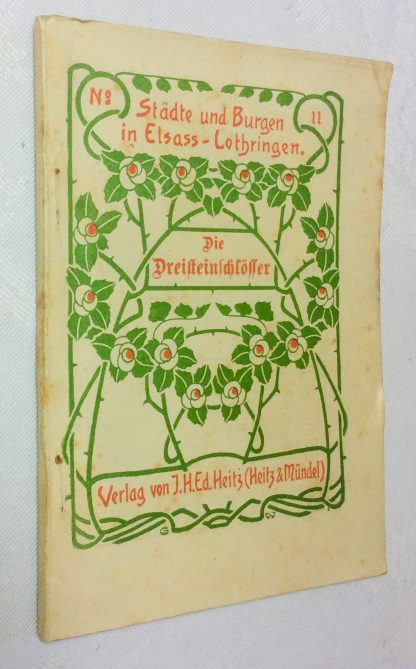 No
11
Städte und Burgen
in Elsass-Lothringen.
Die
Dreisteinschlösser
Verlag von J.H.Ed.Heitz (Heitz & Mündel)